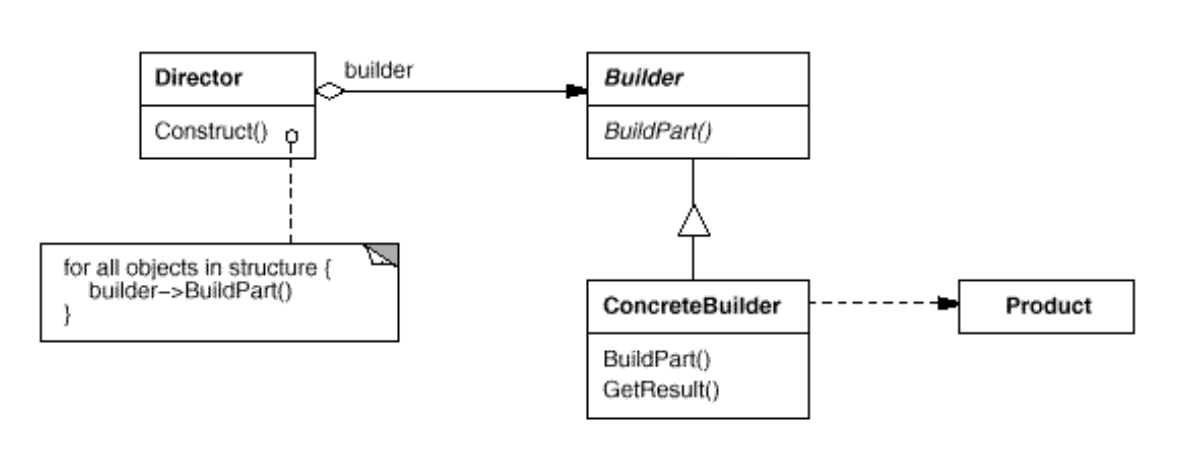 Director
builder
Builder
Construct()
BuildPart()
for all objects in structure {
builder->BuildPart()
}
ConcreteBuilder
Product
BuildPart()
GetResult()